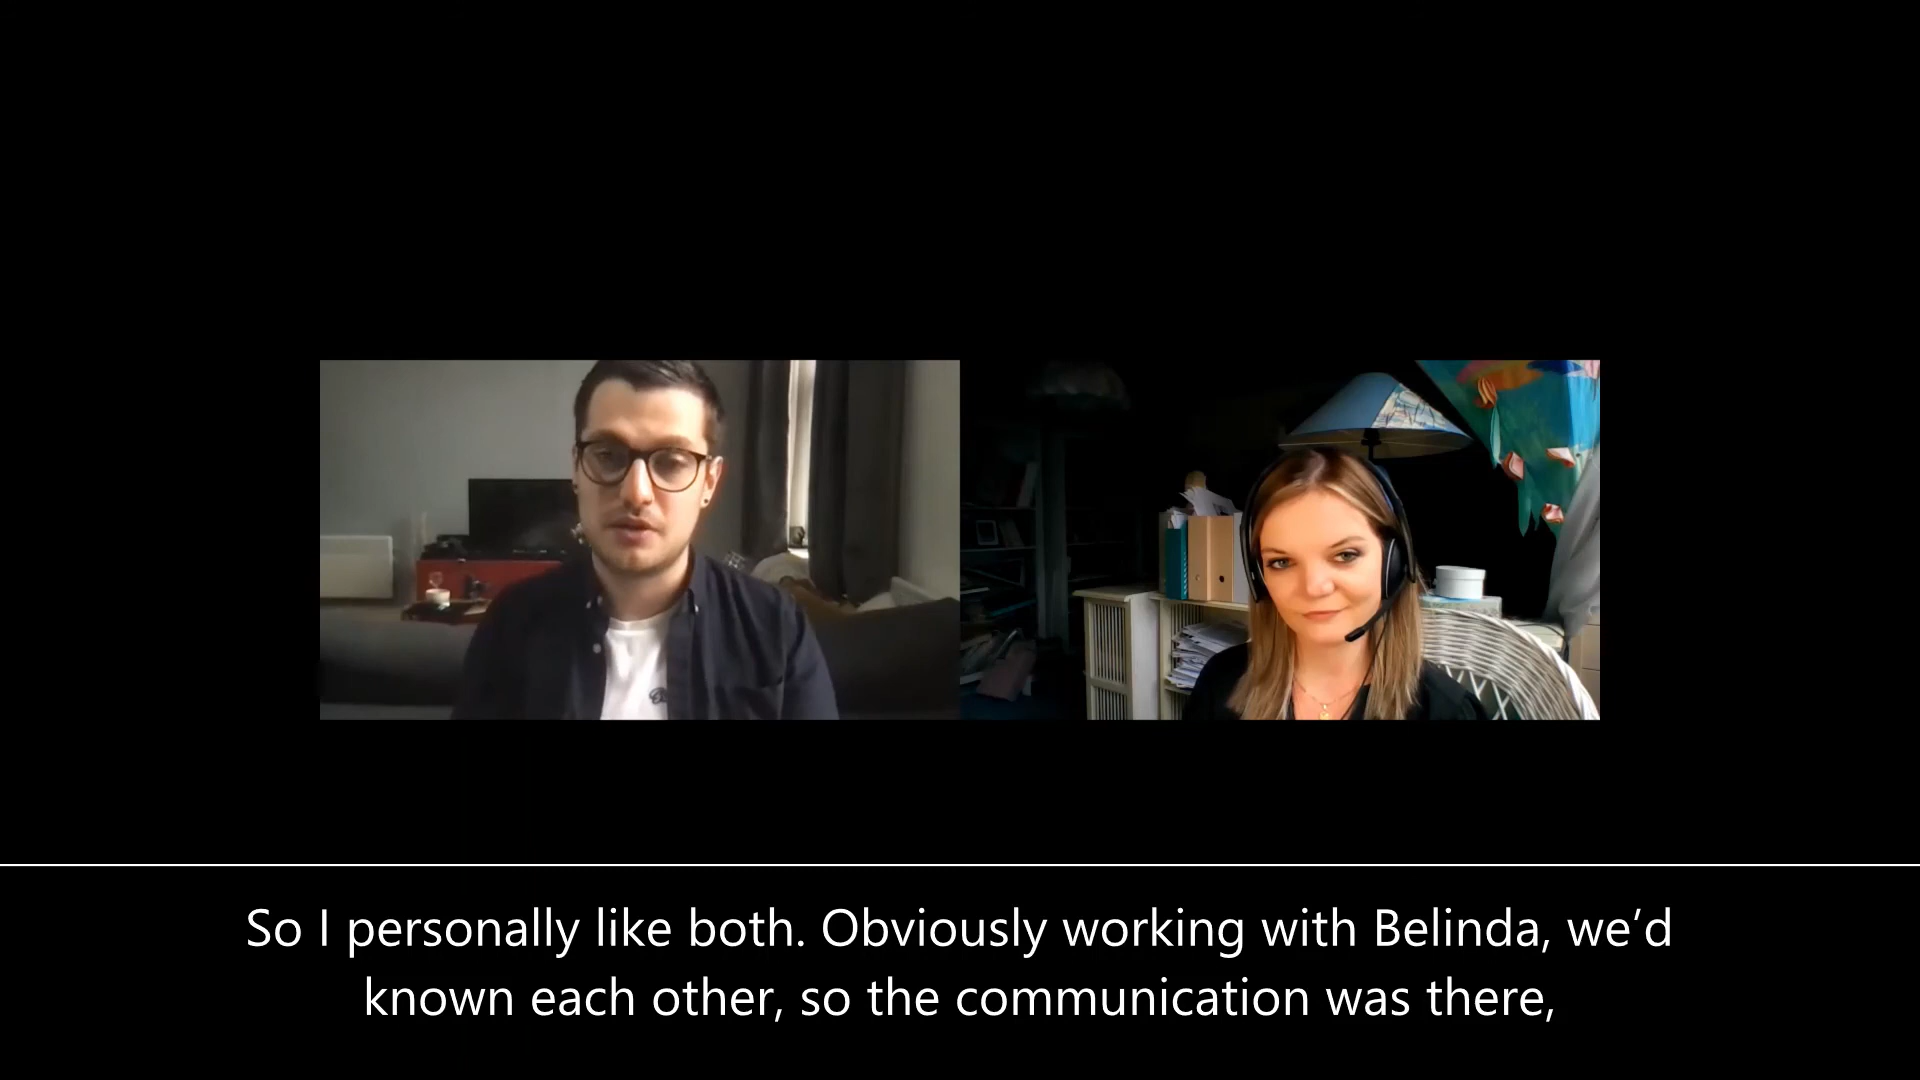 So I personally like both. Obviously working with Belinda, we’d
known each other, so the communication was there,